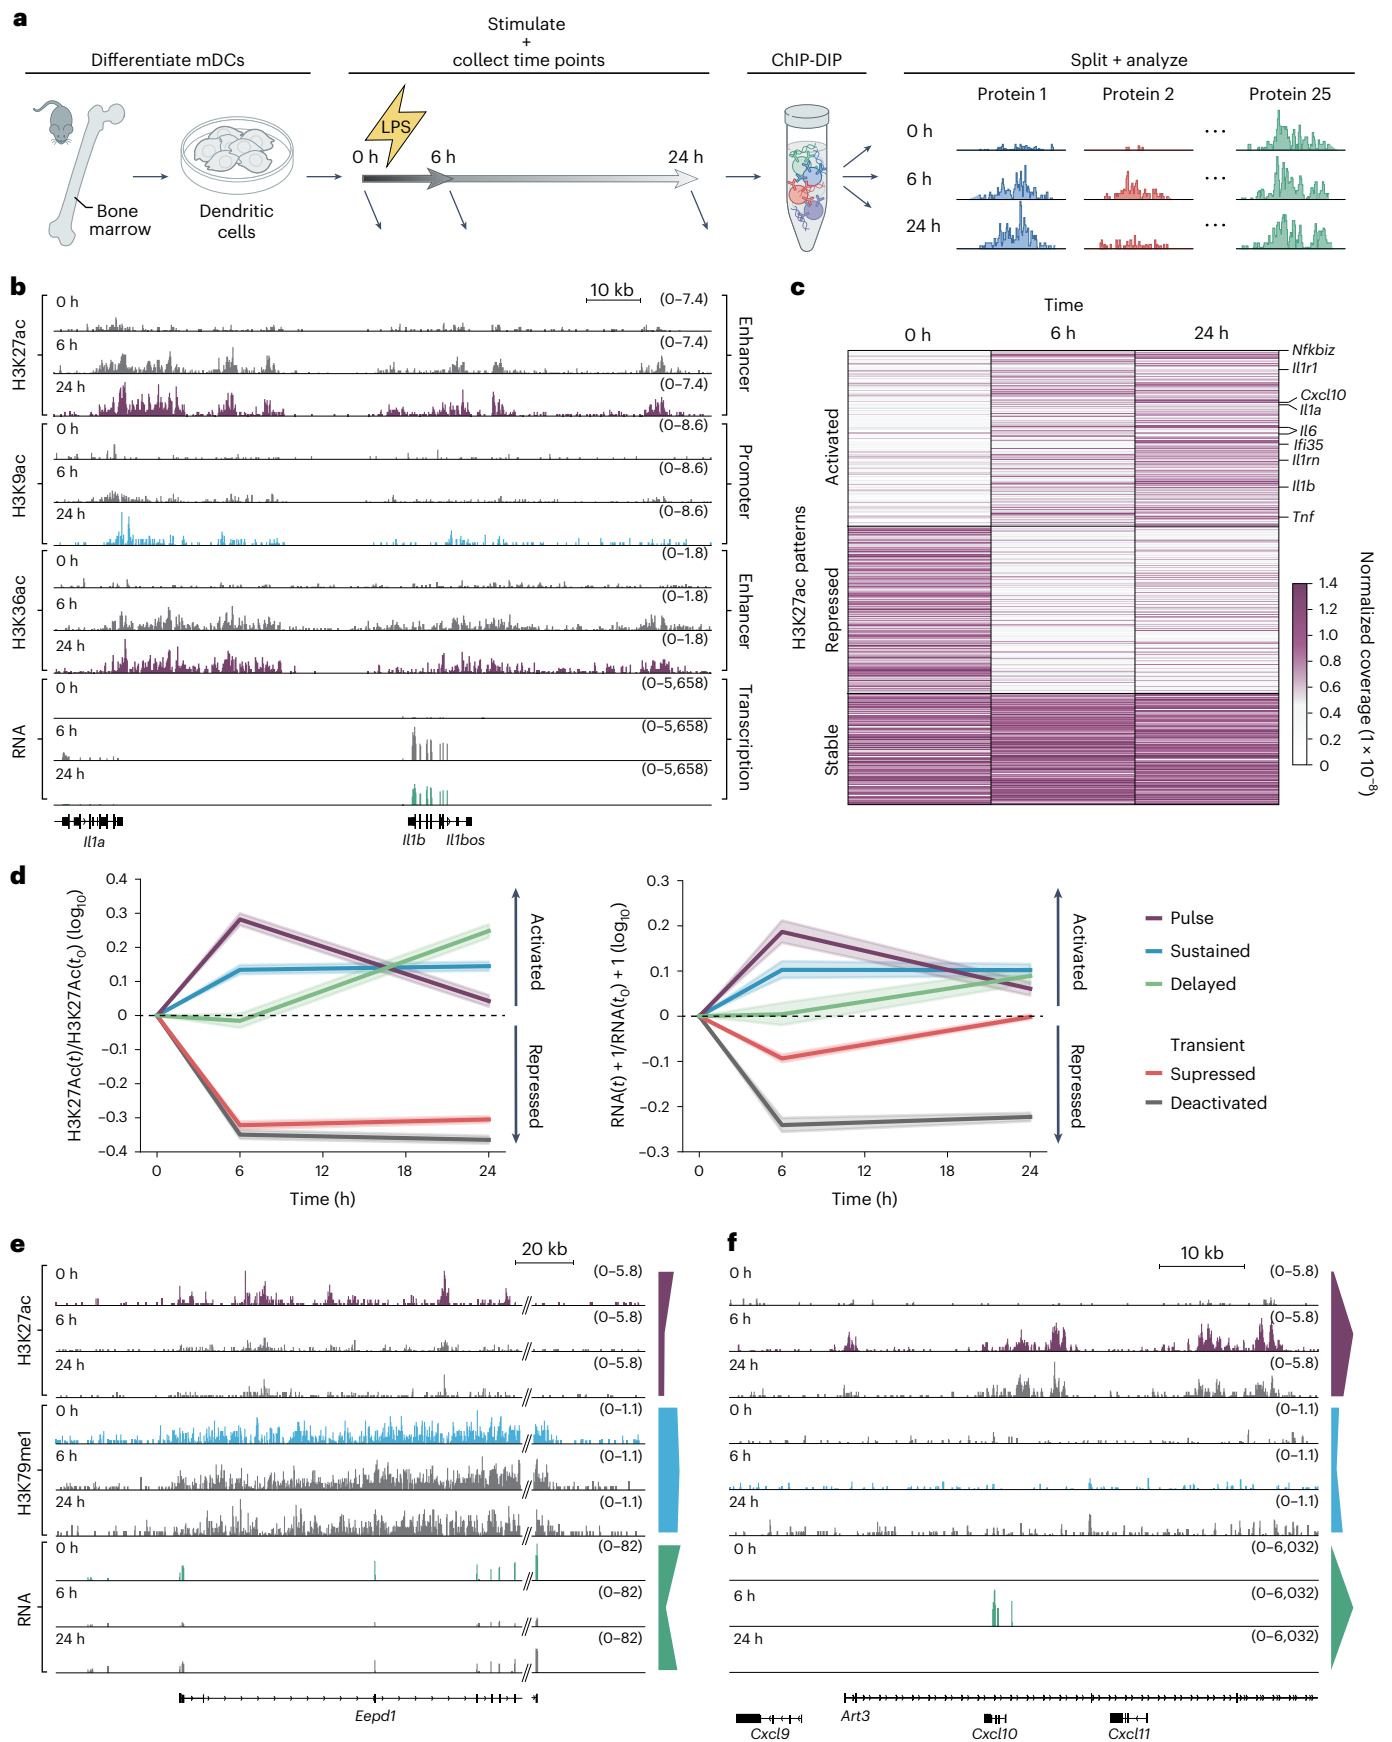 a
Differentiate mDCs
Stimulate
+
collect time points
ChIP-DIP
Split + analyze
LPS
0 h
6 h
24 h
Bone
marrow
Dendritic
cells
Protein 1
Protein 2
Protein 25
0 h
...
6 h
...
24 h
...
b
10 kb
H3K27ac
0 h
(0–7.4)
6 h
(0–7.4)
24 h
(0–7.4)
Enhancer
H3K9ac
0 h
(0–8.6)
6 h
(0–8.6)
24 h
(0–8.6)
Promoter
H3K36ac
0 h
(0–1.8)
6 h
(0–1.8)
24 h
(0–1.8)
Enhancer
RNA
0 h
(0–5,658)
6 h
(0–5,658)
24 h
(0–5,658)
Transcription
Il1a
Il1b
Il1bos
c
Time
0 h
6 h
24 h
H3K27ac patterns
Activated
Repressed
Stable
Nfkbiz
Il1r1
Cxcl10
Il1a
Il6
Ifi35
Il1rn
Il1b
Tnf
1.4
1.2
1.0
0.8
0.6
0.4
0.2
0
Normalized coverage (1 × 10⁻⁸)
d
H3K27Ac(t)/H3K27Ac(t₀) (log₁₀)
0.4
0.3
0.2
0.1
0
–0.1
–0.2
–0.3
–0.4
0
6
12
18
24
Time (h)
Activated
Repressed
RNA(t) + 1/RNA(t₀) + 1 (log₁₀)
0.3
0.2
0.1
0
–0.1
–0.2
–0.3
0
6
12
18
24
Time (h)
Activated
Repressed
Pulse
Sustained
Delayed
Transient
Supressed
Deactivated
e
20 kb
H3K27ac
0 h
(0–5.8)
6 h
(0–5.8)
24 h
(0–5.8)
H3K79me1
0 h
(0–1.1)
6 h
(0–1.1)
24 h
(0–1.1)
RNA
0 h
(0–82)
6 h
(0–82)
24 h
(0–82)
Eepd1
f
10 kb
0 h
(0–5.8)
6 h
(0–5.8)
24 h
(0–5.8)
0 h
(0–1.1)
6 h
(0–1.1)
24 h
(0–1.1)
0 h
(0–6,032)
6 h
(0–6,032)
24 h
(0–6,032)
Art3
Cxcl9
Cxcl10
Cxcl11